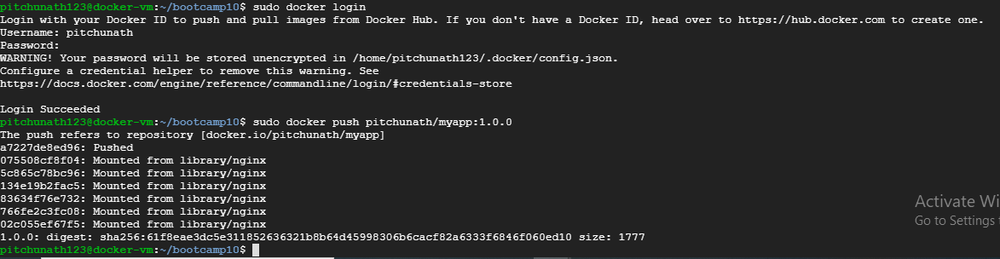 pitchunath123@docker-vm:~/bootcamp10$ sudo docker login
Login with your Docker ID to push and pull images from Docker Hub. If you don't have a Docker ID, head over to https://hub.docker.com to create one.
Username: pitchunath
Password:
WARNING! Your password will be stored unencrypted in /home/pitchunath123/.docker/config.json.
Configure a credential helper to remove this warning. See
https://docs.docker.com/engine/reference/commandline/login/#credentials-store
Login Succeeded
pitchunath123@docker-vm:~/bootcamp10$ sudo docker push pitchunath/myapp:1.0.0
The push refers to repository [docker.io/pitchunath/myapp]
a7227de8ed96: Pushed
075508cf8f04: Mounted from library/nginx
5c865c78bc96: Mounted from library/nginx
134e19b2fac5: Mounted from library/nginx
83634f76e732: Mounted from library/nginx
766fe2c3fc08: Mounted from library/nginx
02c055ef67f5: Mounted from library/nginx
1.0.0: digest: sha256:61f8eae3dc5e311852636321b8b64d45998306b6cacf82a6333f6846f060ed10 size: 1777
pitchunath123@docker-vm:~/bootcamp10$
Activate Wi
Go to Settings